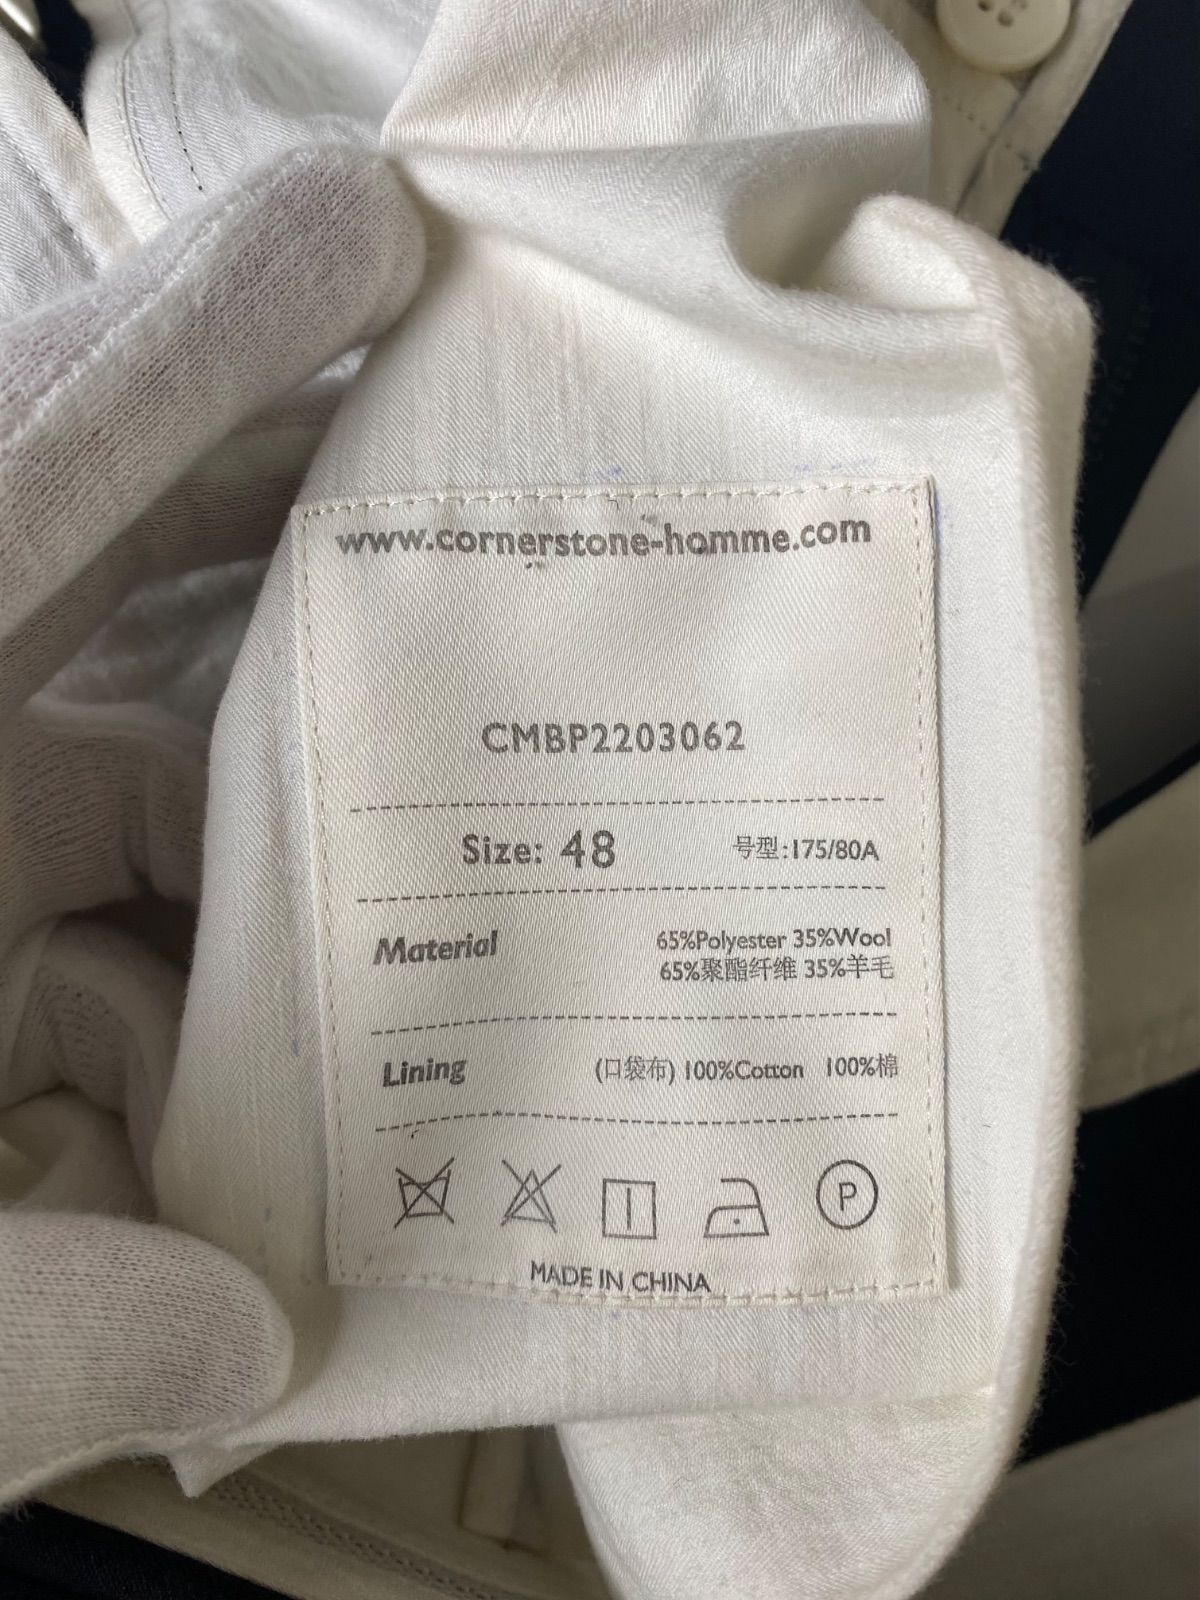 www.cornerstone-homme.com
CMBP2203062
Size: 48 号型:175/80A
Material 65%Polyester 35%Wool
65%聚酯纤维 35%羊毛
Lining (口袋布) 100%Cotton 100%棉
P
MADE IN CHINA